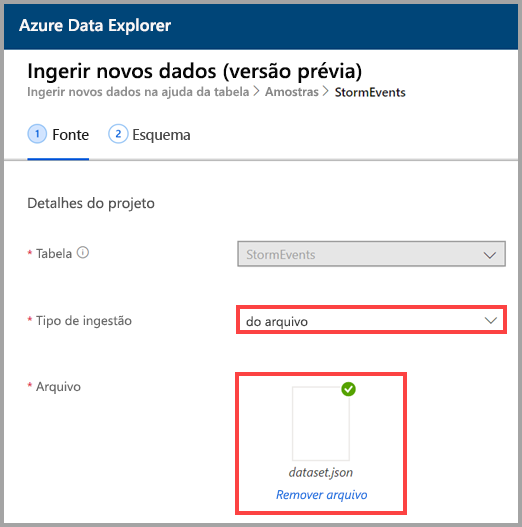 Azure Data Explorer
Ingerir novos dados (versão prévia)
Ingerir novos dados na ajuda da tabela > Amostras > StormEvents
1 Fonte 2 Esquema
Detalhes do projeto
* Tabela
StormEvents
* Tipo de ingestão
do arquivo
* Arquivo
dataset.json
Remover arquivo